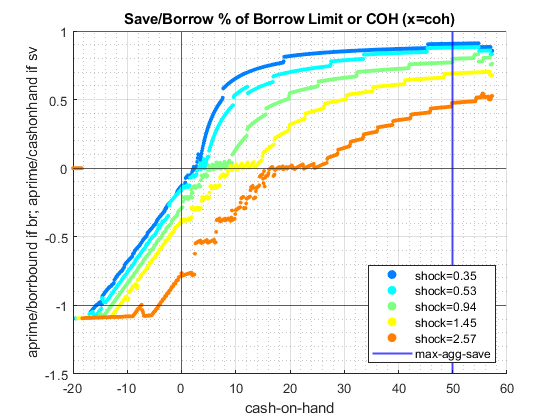 Save/Borrow % of Borrow Limit or COH (x=coh)
aprime/borrbound if br; aprime/cashonhand if sv
1
0.5
0
-0.5
-1
-1.5
-20
-10
0
10
20
30
40
50
60
cash-on-hand
shock=0.35
shock=0.53
shock=0.94
shock=1.45
shock=2.57
max-agg-save